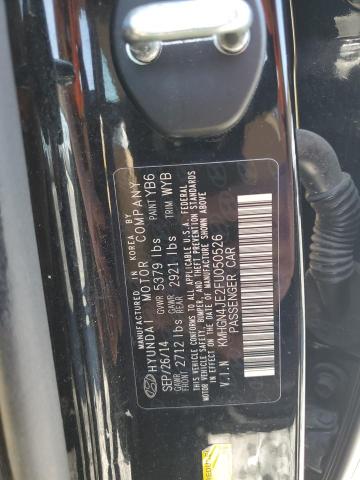 MANUFACTURED IN KOREA BY
HYUNDAI MOTOR COMPANY
SEP/26/14 GVWR 5379 lbs PAINT YB6
GAWR FRONT 2712 lbs GAWR REAR 2921 lbs TRIM WYB
THIS VEHICLE CONFORMS TO ALL APPLICABLE U.S.A. FEDERAL
MOTOR VEHICLE SAFETY, BUMPER, AND THEFT PREVENTION STANDARDS
IN EFFECT ON THE DATE OF MANUFACTURE SHOWN ABOVE.
V.I.N KMHGN4JE2FU050526
PASSENGER CAR